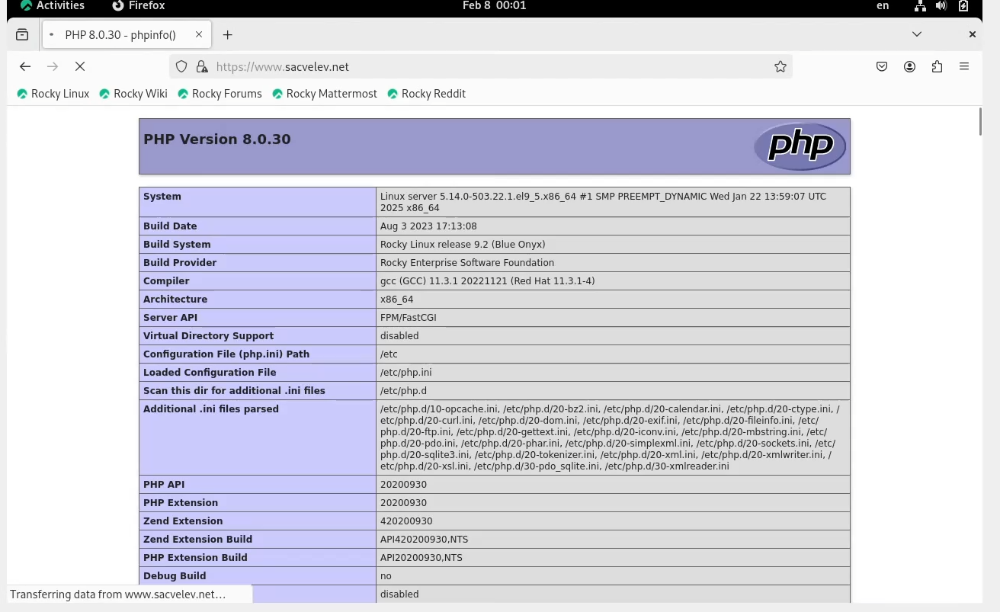 Activities Firefox Feb 8 00:01 en
PHP 8.0.30 - phpinfo()
https://www.sacvelev.net
Rocky Linux Rocky Wiki Rocky Forums Rocky Mattermost Rocky Reddit
PHP Version 8.0.30 php
System Linux server 5.14.0-503.22.1.el9_5.x86_64 #1 SMP PREEMPT_DYNAMIC Wed Jan 22 13:59:07 UTC
2025 x86_64
Build Date Aug 3 2023 17:13:08
Build System Rocky Linux release 9.2 (Blue Onyx)
Build Provider Rocky Enterprise Software Foundation
Compiler gcc (GCC) 11.3.1 20221121 (Red Hat 11.3.1-4)
Architecture x86_64
Server API FPM/FastCGI
Virtual Directory Support disabled
Configuration File (php.ini) Path /etc
Loaded Configuration File /etc/php.ini
Scan this dir for additional .ini files /etc/php.d
Additional .ini files parsed /etc/php.d/10-opcache.ini, /etc/php.d/20-bz2.ini, /etc/php.d/20-calendar.ini, /etc/php.d/20-ctype.ini, /
etc/php.d/20-curl.ini, /etc/php.d/20-dom.ini, /etc/php.d/20-exif.ini, /etc/php.d/20-fileinfo.ini, /etc/
php.d/20-ftp.ini, /etc/php.d/20-gettext.ini, /etc/php.d/20-iconv.ini, /etc/php.d/20-mbstring.ini, /etc/
php.d/20-pdo.ini, /etc/php.d/20-phar.ini, /etc/php.d/20-simplexml.ini, /etc/php.d/20-sockets.ini, /etc/
php.d/20-sqlite3.ini, /etc/php.d/20-tokenizer.ini, /etc/php.d/20-xml.ini, /etc/php.d/20-xmlwriter.ini, /
etc/php.d/20-xsl.ini, /etc/php.d/30-pdo_sqlite.ini, /etc/php.d/30-xmlreader.ini
PHP API 20200930
PHP Extension 20200930
Zend Extension 420200930
Zend Extension Build API420200930,NTS
PHP Extension Build API20200930,NTS
Debug Build no
Transferring data from www.sacvelev.net… disabled